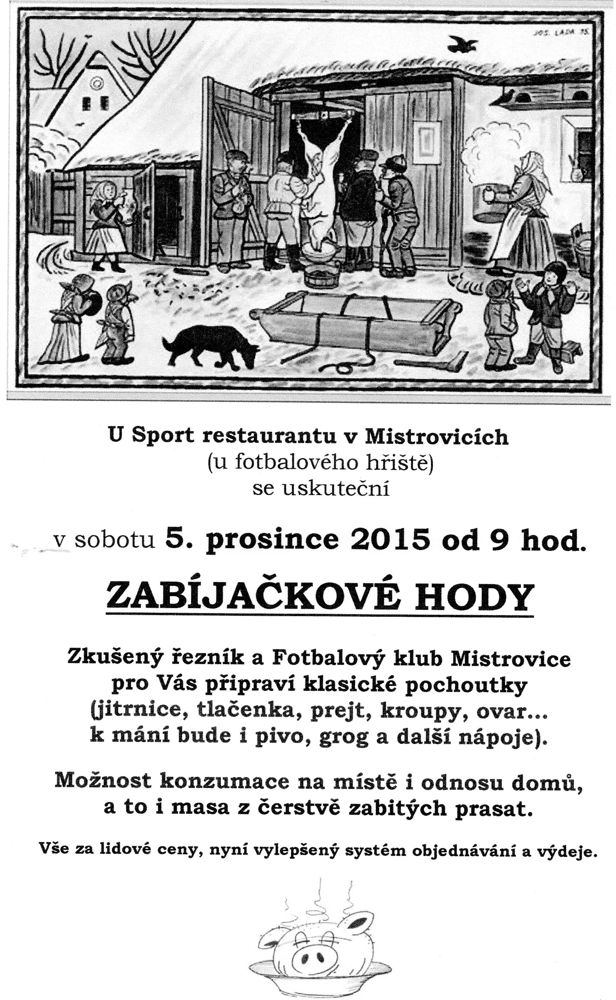 JOS. LADA 35.
U Sport restaurantu v Mistrovicích
(u fotbalového hřiště)
se uskuteční
v sobotu 5. prosince 2015 od 9 hod.
ZABÍJAČKOVÉ HODY
Zkušený řezník a Fotbalový klub Mistrovice
pro Vás připraví klasické pochoutky
(jitrnice, tlačenka, prejt, kroupy, ovar...
k mání bude i pivo, grog a další nápoje).
Možnost konzumace na místě i odnosu domů,
a to i masa z čerstvě zabitých prasat.
Vše za lidové ceny, nyní vylepšený systém objednávání a výdeje.